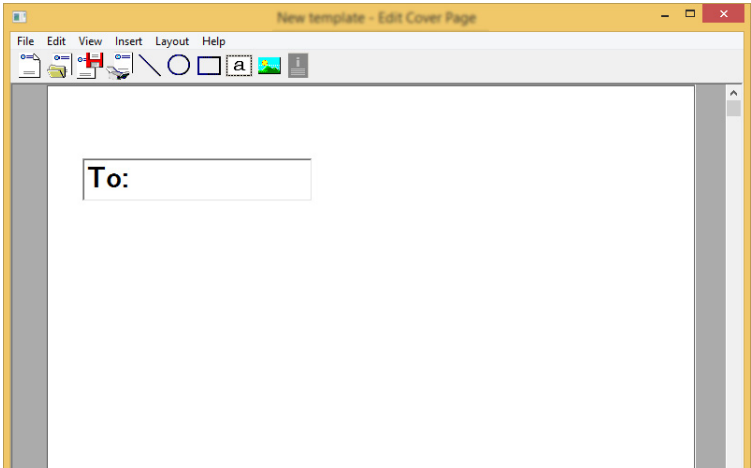 New template - Edit Cover Page
File Edit View Insert Layout Help
a
i
To: